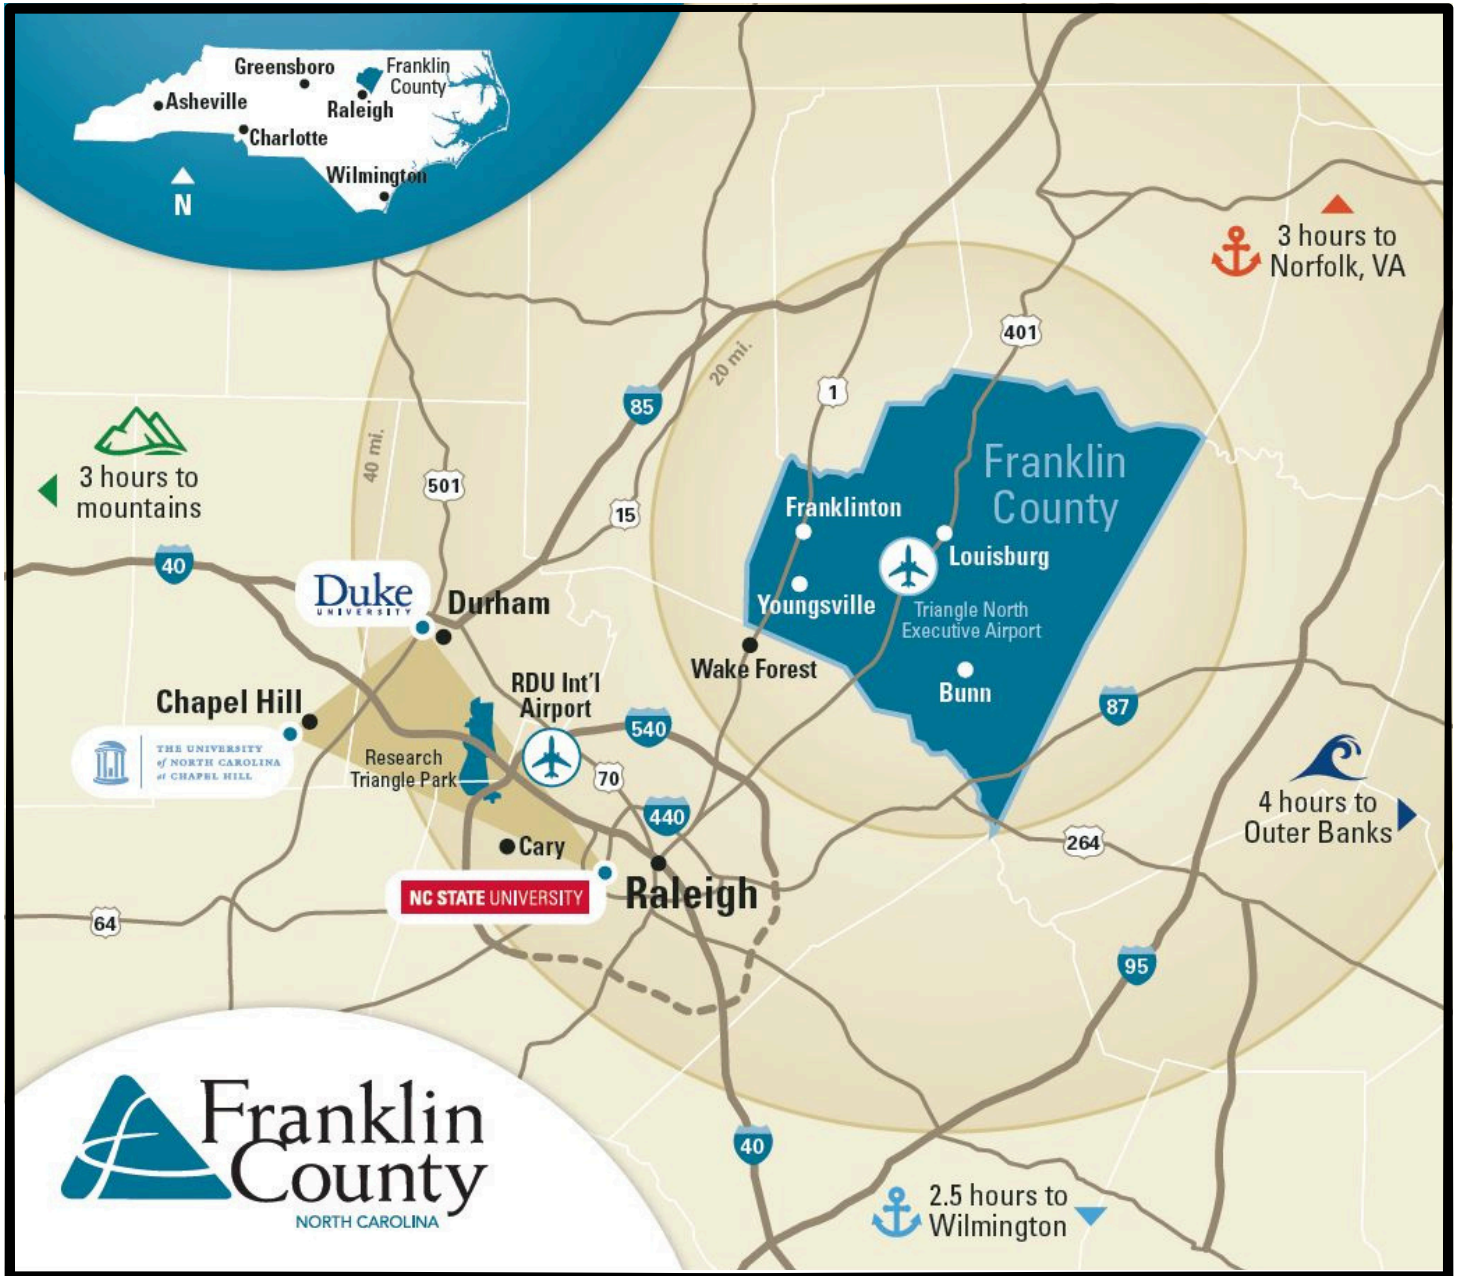 Greensboro
Franklin
County
Asheville
Raleigh
Charlotte
Wilmington
N
3 hours to
Norfolk, VA
401
20 mi.
1
85
40 mi.
Franklin
County
3 hours to
mountains
501
15
Franklinton
Louisburg
40
Duke
UNIVERSITY
Durham
Youngsville
Triangle North
Executive Airport
Wake Forest
Bunn
RDU Int'l
Airport
Chapel Hill
87
540
THE UNIVERSITY
of NORTH CAROLINA
at CHAPEL HILL
Research
Triangle Park
70
440
4 hours to
Outer Banks
264
Cary
NC STATE UNIVERSITY
Raleigh
64
95
Franklin
County
NORTH CAROLINA
40
2.5 hours to
Wilmington